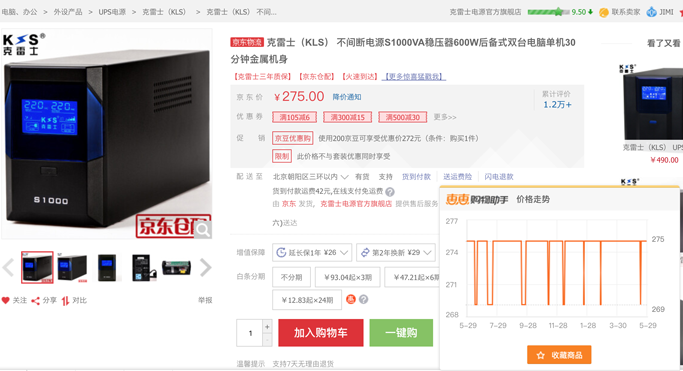 电脑、办公 > 外设产品 > UPS电源 > 克雷士（KLS） > 克雷士（KLS） 不间...
克雷士电源官方旗舰店 9.50 联系卖家 JIMI
K⚡S
克雷士
220 220
S1000
京东仓配
关注 分享 对比 举报
京东物流 克雷士（KLS） 不间断电源S1000VA稳压器600W后备式双台电脑单机30
分钟金属机身
【克雷士三年质保】【京东仓配】【火速到达】【更多惊喜猛戳我】
京东价 ￥275.00 降价通知
累计评价
1.2万+
优惠券 满105减6 满300减15 满500减30 更多>>
促销 京豆优惠购 使用200京豆可享受优惠价272元（条件：购买1件）
限制 此价格不与套装优惠同时享受
配送至 北京朝阳区三环以内 有货 支持 货到付款 送运费险 闪电退款
货到付款运费42元,在线支付免运费
由 京东 发货，克雷士电源官方旗舰店 提供售后服务
六)送达
增值保障 延长保1年 ¥26 第2年换新 ¥29
白条分期 不分期 ￥93.04起×3期 ￥47.21起×6期
￥12.83起×24期
1 + - 加入购物车 一键购
温馨提示 支持7天无理由退货
看了又看
K⚡S
克雷士（KLS） UPS
￥490.00
K⚡S
惠惠购物助手 价格走势
277
274
271
268
275
269
5-29 7-29 9-28 11-28 1-28 3-30 5-29
收藏商品